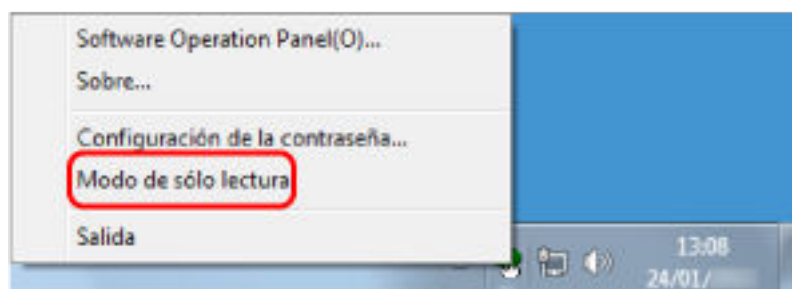 Software Operation Panel(O)...
Sobre...
Configuración de la contraseña...
Modo de sólo lectura
Salida
13:08
24/01/